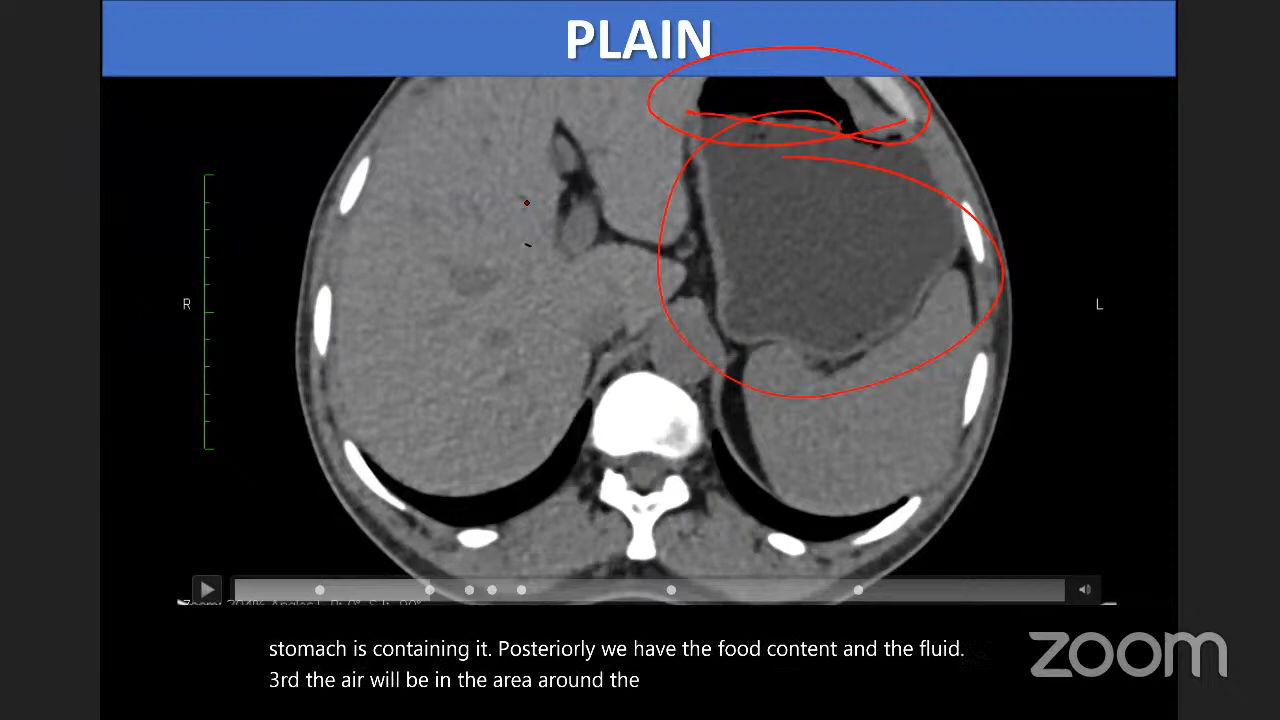 PLAIN
R
L
stomach is containing it. Posteriorly we have the food content and the fluid.
3rd the air will be in the area around the
zoom